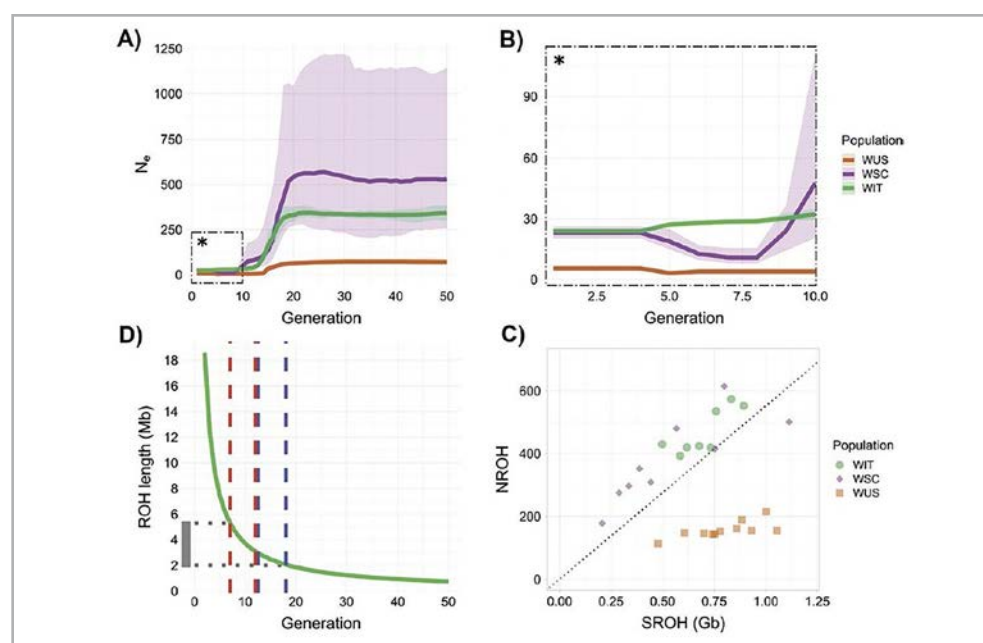 A)
1250
1000
750
500
250
0
Ne
*
0 10 20 30 40 50
Generation
B)
*
90
60
30
0
2.5 5.0 7.5 10.0
Generation
Population
WUS
WSC
WIT
D)
18
16
14
12
10
8
6
4
2
0
ROH length (Mb)
0 10 20 30 40 50
Generation
C)
600
400
200
0
NROH
0.00 0.25 0.50 0.75 1.00 1.25
SROH (Gb)
Population
WIT
WSC
WUS